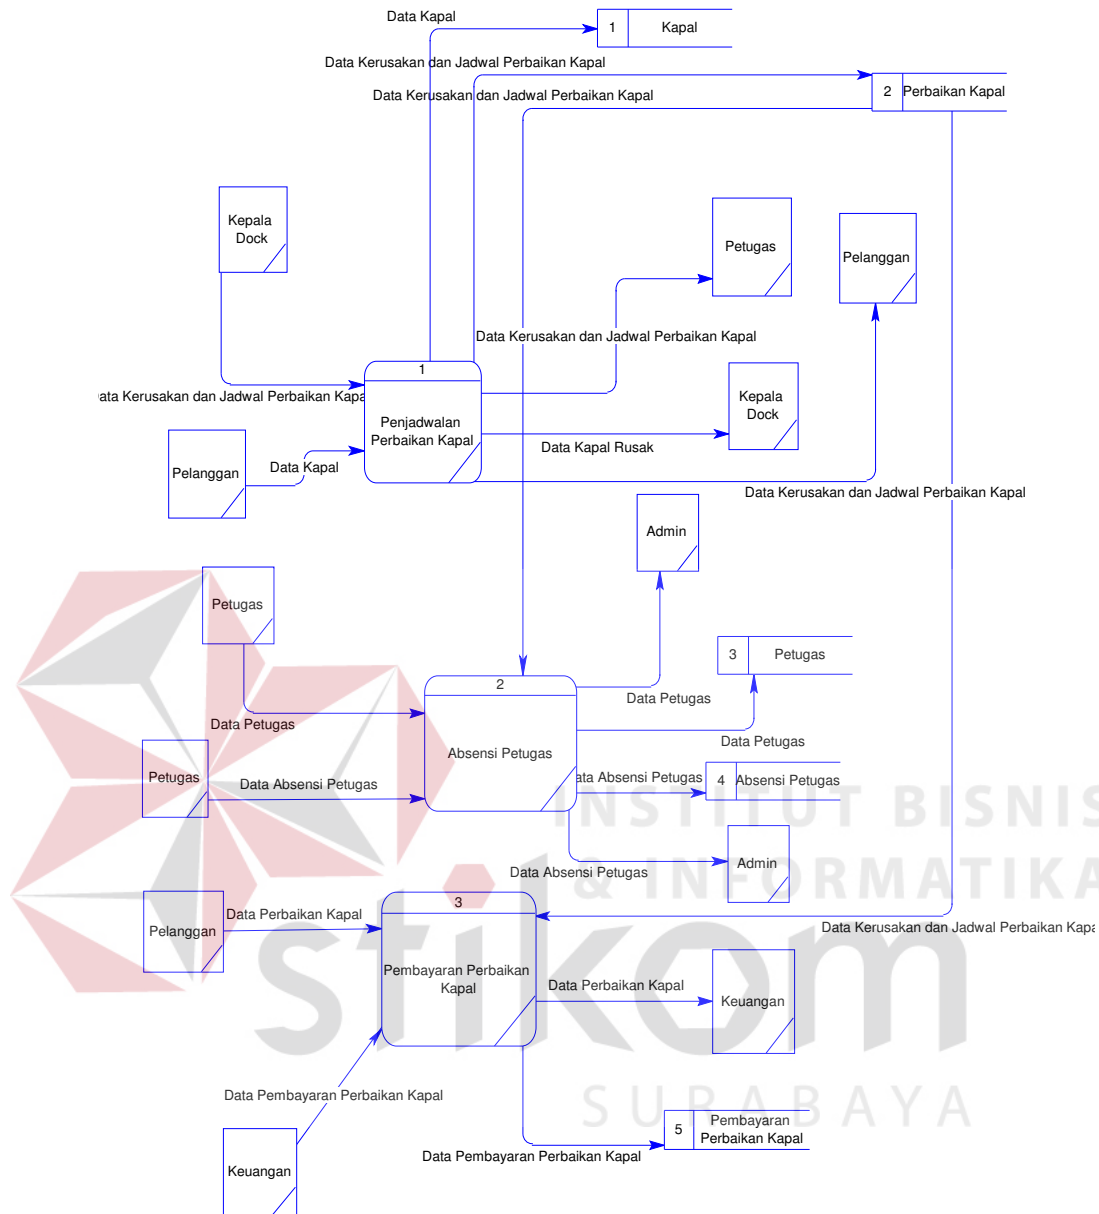 Data Kapal
1 Kapal
Data Kerusakan dan Jadwal Perbaikan Kapal
2 Perbaikan Kapal
Data Kerusakan dan Jadwal Perbaikan Kapal
Kepala
Dock
Petugas
Pelanggan
Data Kerusakan dan Jadwal Perbaikan Kapal
1
Penjadwalan
Perbaikan Kapal
ata Kerusakan dan Jadwal Perbaikan Kapa
Kepala
Dock
Data Kapal Rusak
Pelanggan
Data Kapal
Data Kerusakan dan Jadwal Perbaikan Kapal
Admin
Petugas
3 Petugas
2
Absensi Petugas
Data Petugas
Data Petugas
Data Petugas
Petugas
Data Absensi Petugas
ata Absensi Petugas
4 Absensi Petugas
INSTITUT BISNIS
& INFORMATIKA
Admin
Data Absensi Petugas
3
Pembayaran Perbaikan
Kapal
Pelanggan
Data Perbaikan Kapal
Data Kerusakan dan Jadwal Perbaikan Kapa
stikom
Data Perbaikan Kapal
Keuangan
Data Pembayaran Perbaikan Kapal
SURABAYA
5 Pembayaran
Perbaikan Kapal
Data Pembayaran Perbaikan Kapal
Keuangan